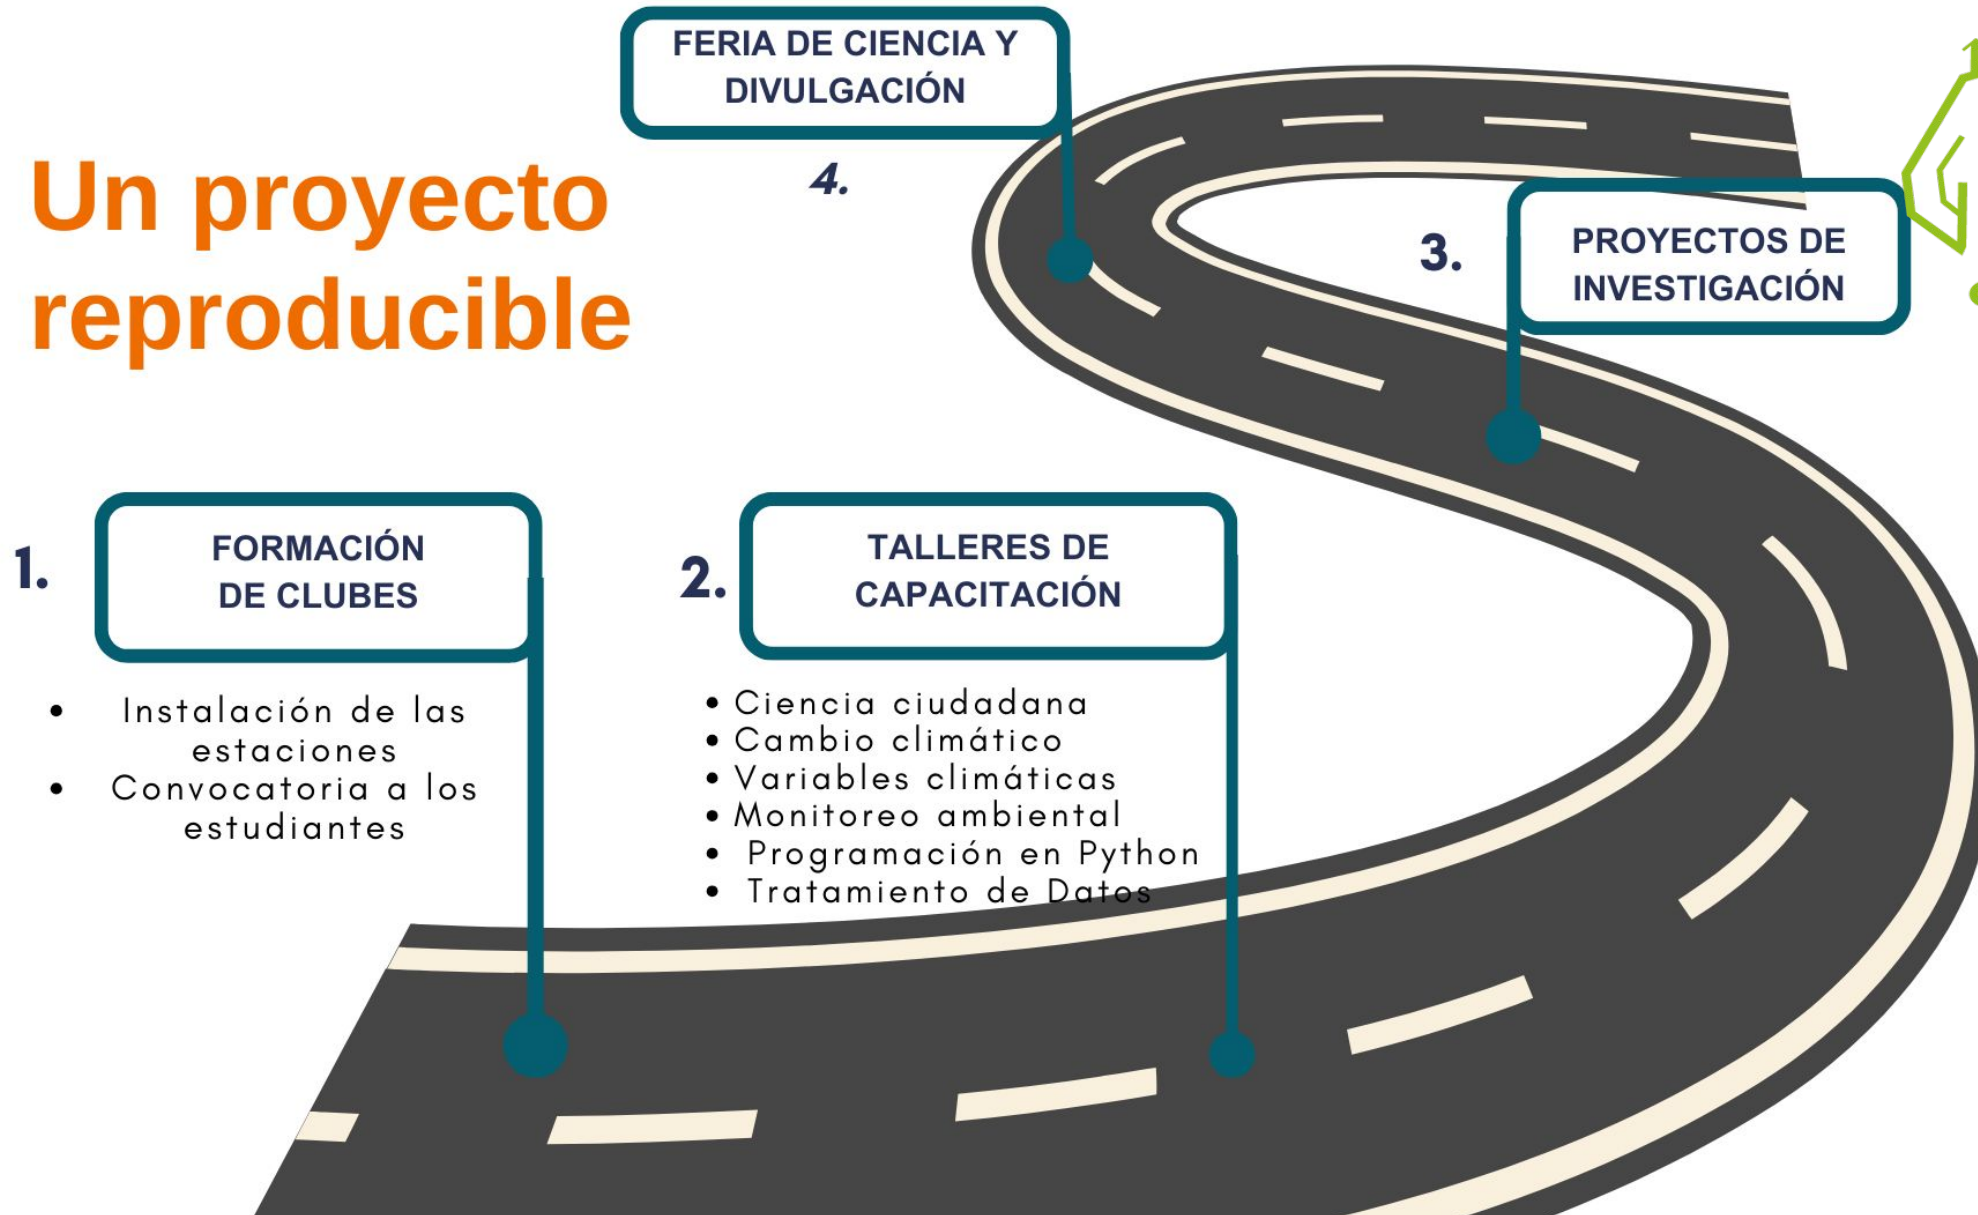 Un proyecto
reproducible
1.
FORMACIÓN
DE CLUBES
• Instalación de las
estaciones
• Convocatoria a los
estudiantes
2.
TALLERES DE
CAPACITACIÓN
• Ciencia ciudadana
• Cambio climático
• Variables climáticas
• Monitoreo ambiental
• Programación en Python
• Tratamiento de Datos
3.
PROYECTOS DE
INVESTIGACIÓN
4.
FERIA DE CIENCIA Y
DIVULGACIÓN